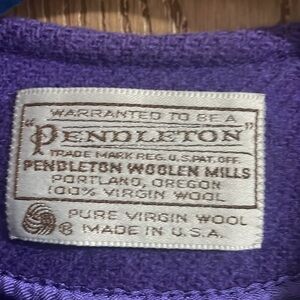 WARRANTED TO BE A
"PENDLETON"
TRADE MARK REG. U.S. PAT. OFF.
PENDLETON WOOLEN MILLS
PORTLAND, OREGON
100% VIRGIN WOOL
PURE VIRGIN WOOL
® MADE IN U.S.A.